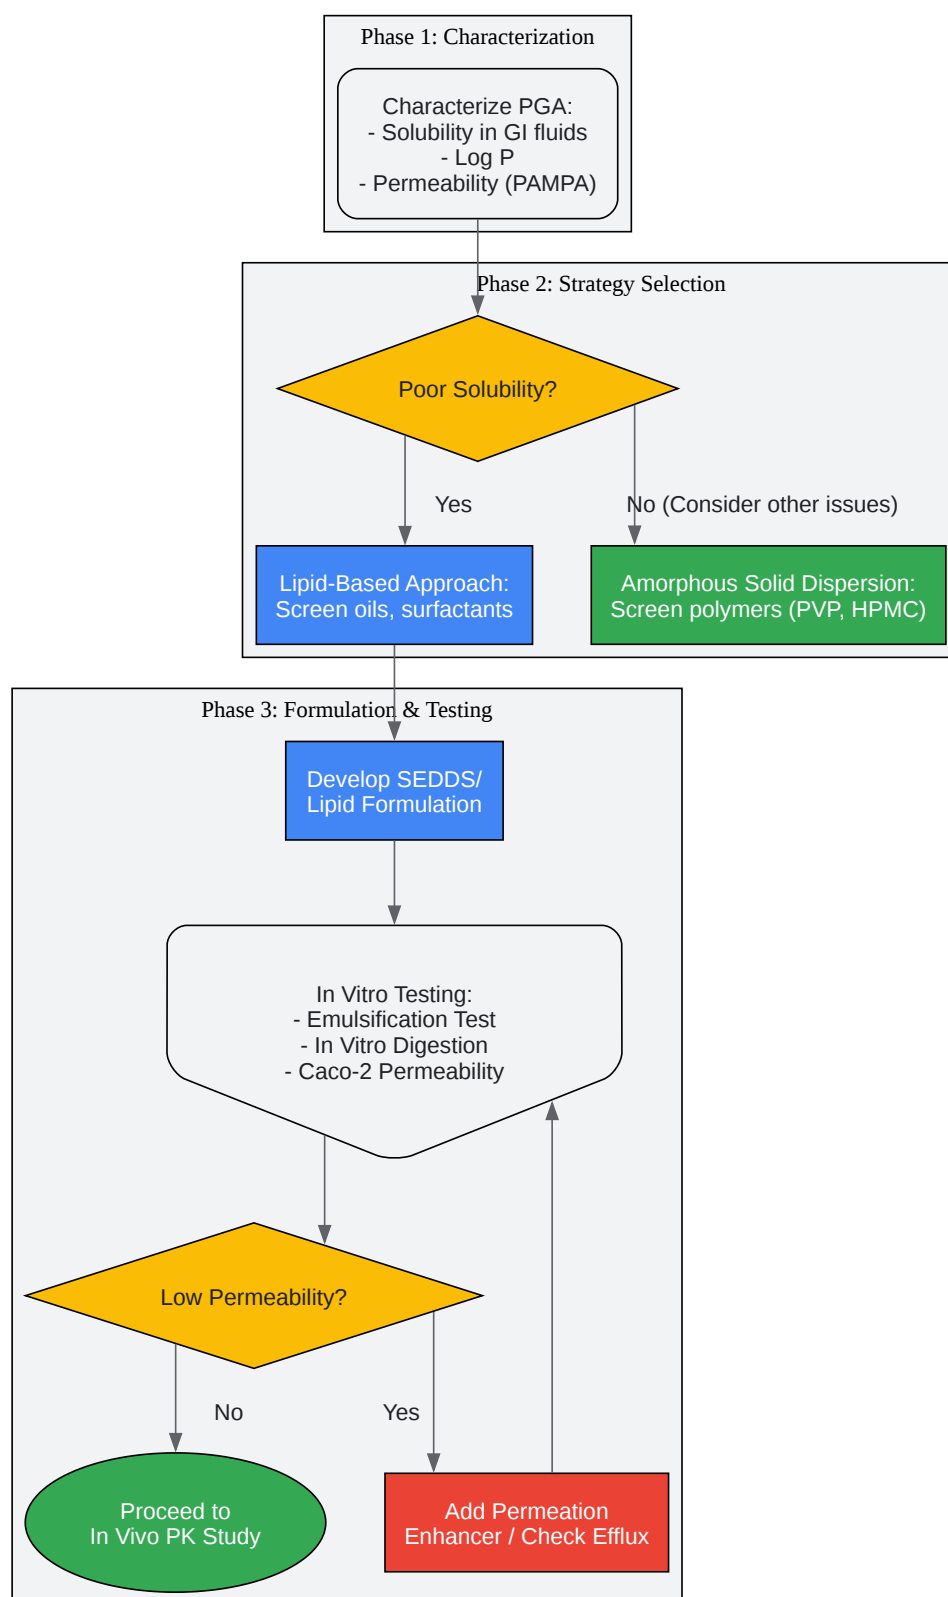 Phase 1: Characterization
Characterize PGA:
- Solubility in GI fluids
- Log P
- Permeability (PAMPA)
Phase 2: Strategy Selection
Poor Solubility?
Yes
No (Consider other issues)
Lipid-Based Approach:
Screen oils, surfactants
Amorphous Solid Dispersion:
Screen polymers (PVP, HPMC)
Phase 3: Formulation & Testing
Develop SEDDS/
Lipid Formulation
In Vitro Testing:
- Emulsification Test
- In Vitro Digestion
- Caco-2 Permeability
Low Permeability?
No
Yes
Proceed to
In Vivo PK Study
Add Permeation
Enhancer / Check Efflux